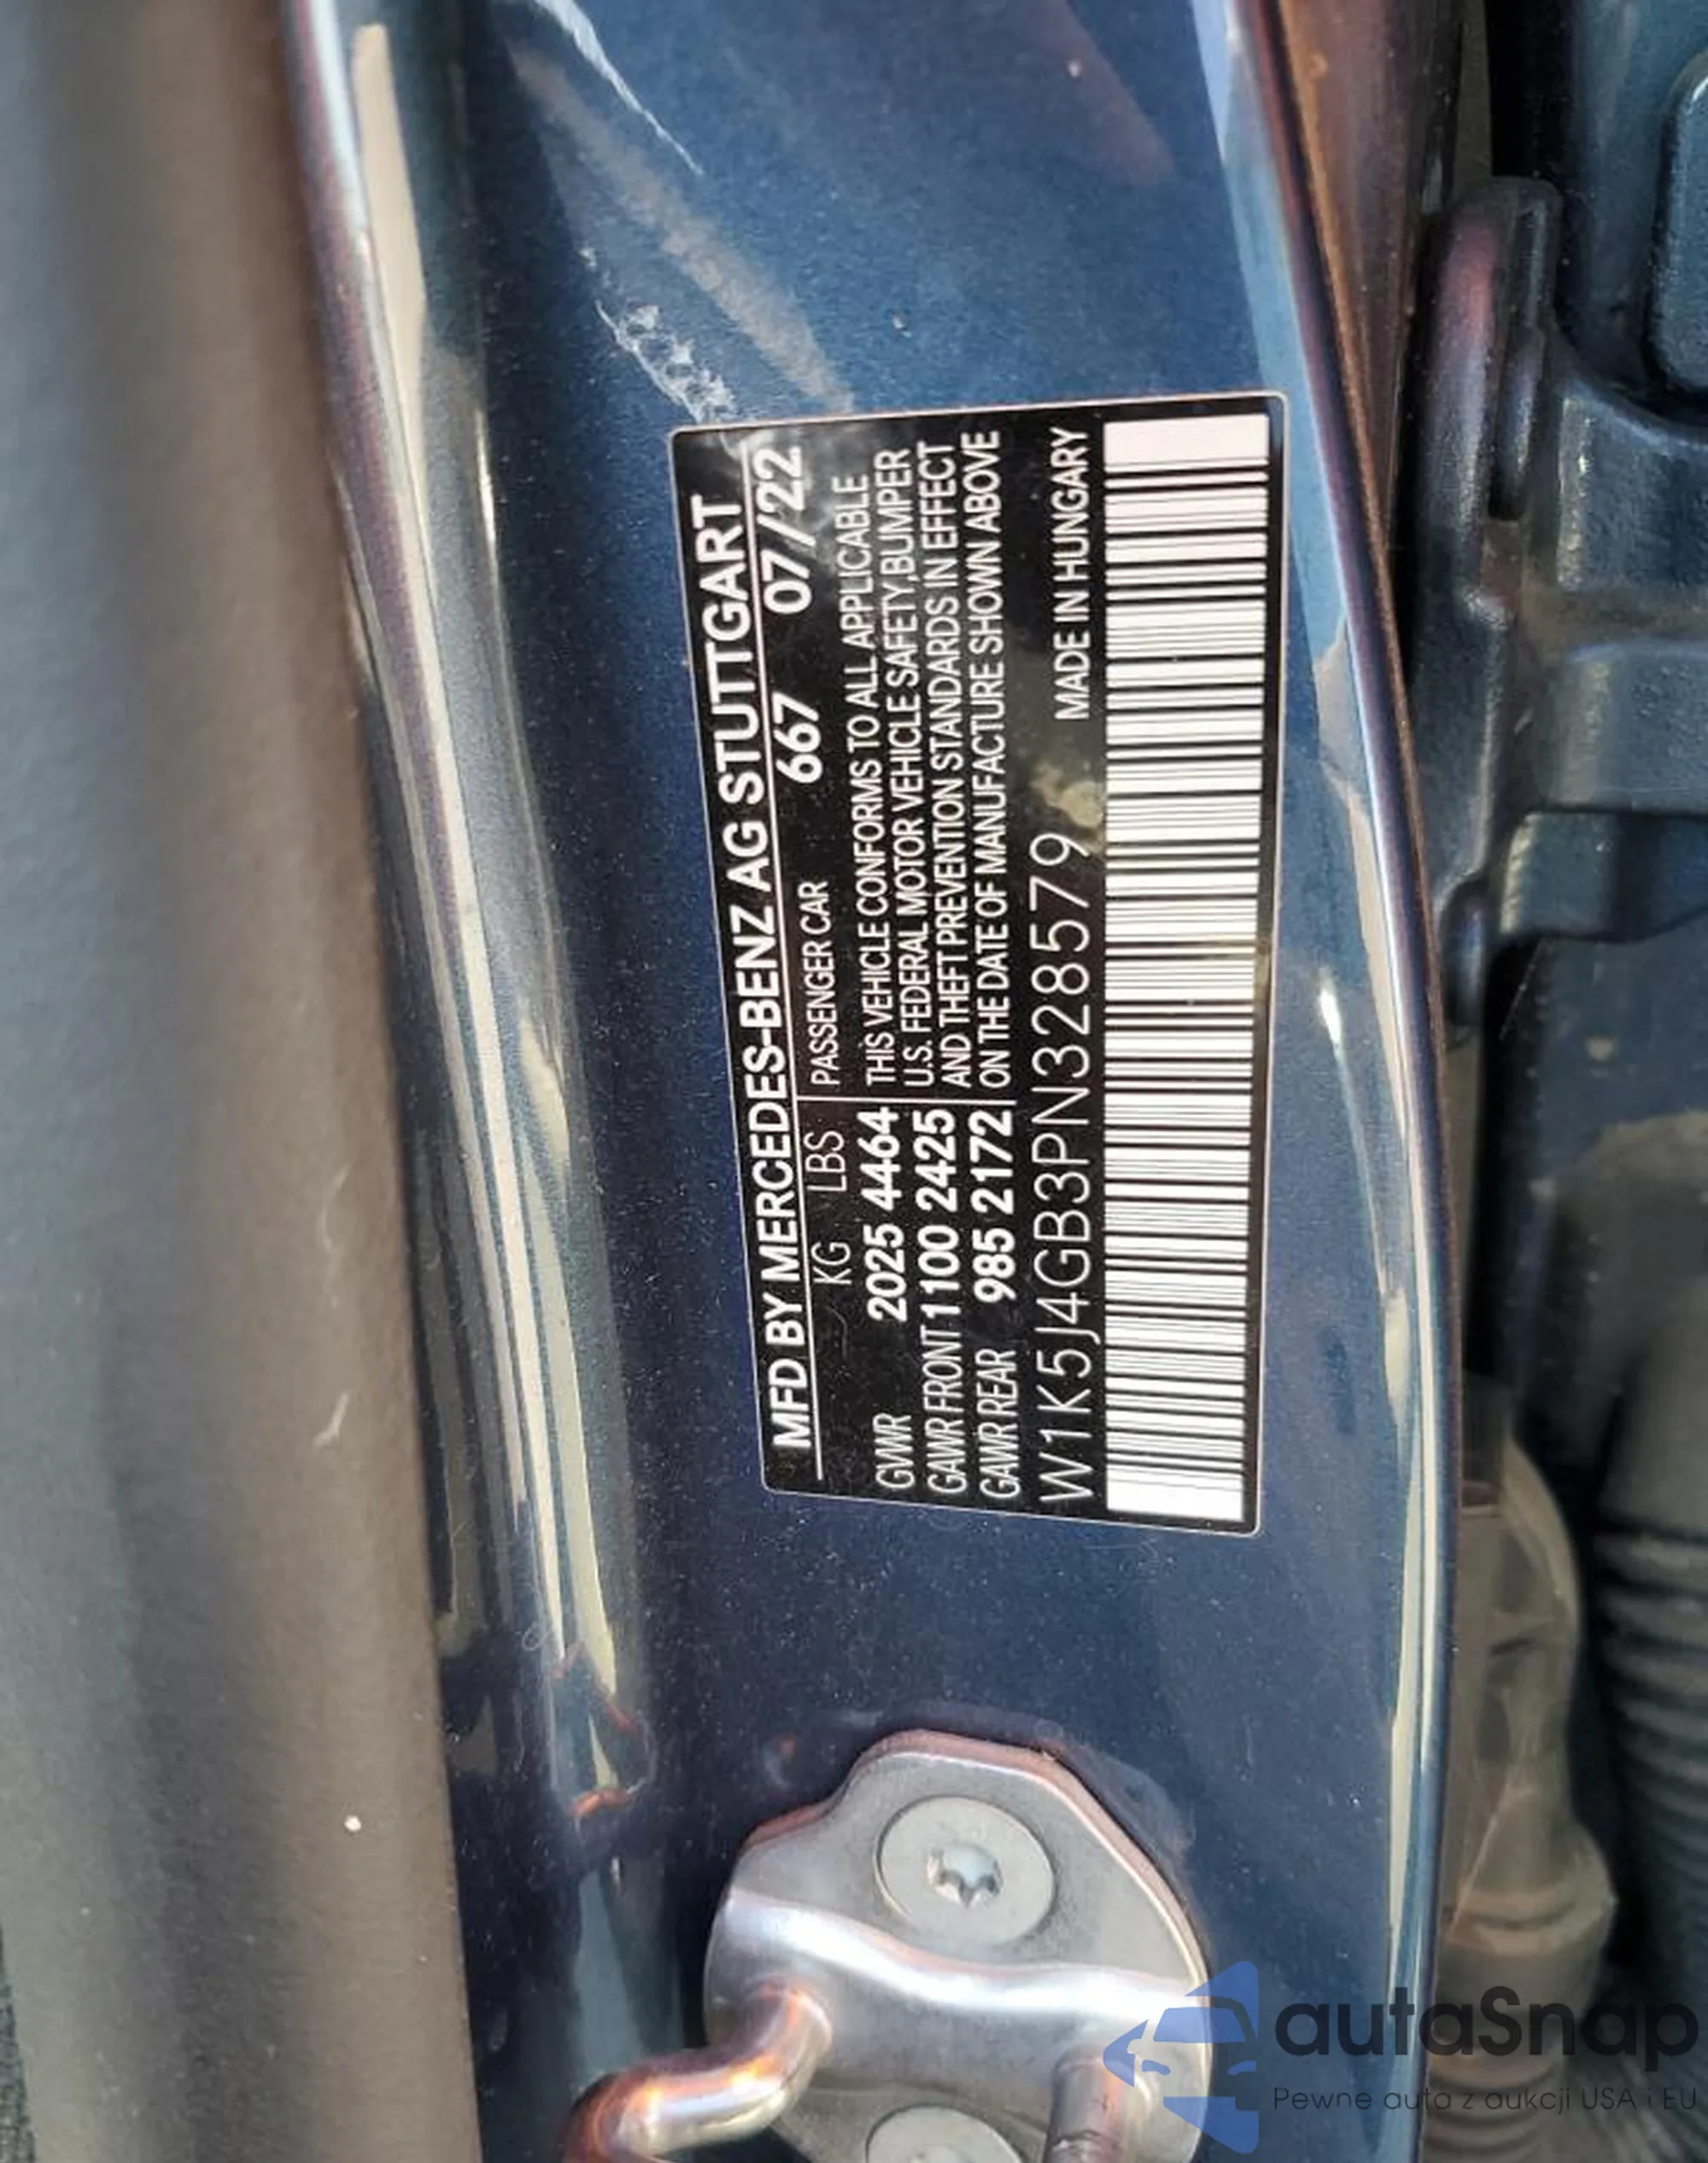 MFD BY MERCEDES-BENZ AG STUTTGART
KG LBS PASSENGER CAR 667 07/22
GVWR 2025 4464 THIS VEHICLE CONFORMS TO ALL APPLICABLE
U.S. FEDERAL MOTOR VEHICLE SAFETY,BUMPER
GAWR FRONT 1100 2425 AND THEFT PREVENTION STANDARDS IN EFFECT
GAWR REAR 985 2172 ON THE DATE OF MANUFACTURE SHOWN ABOVE
W1K5J4GB3PN328579 MADE IN HUNGARY
autaSnap
Pewne auta z aukcji USA i EU